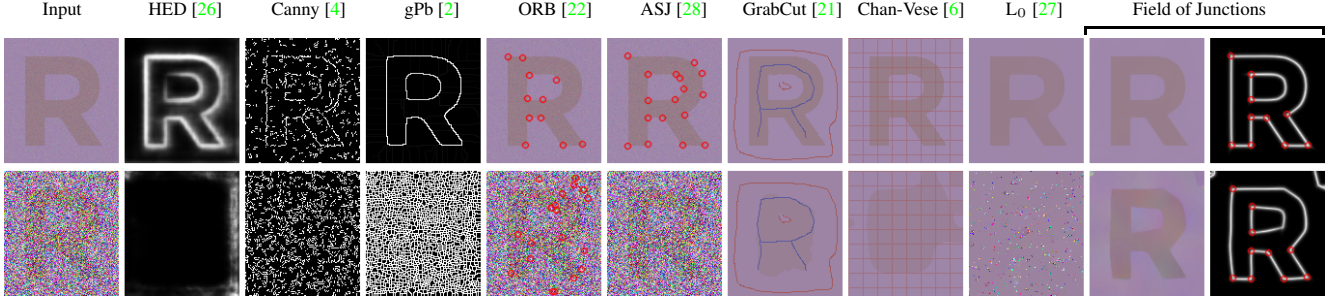 Input HED [26] Canny [4] gPb [2] ORB [22] ASJ [28] GrabCut [21] Chan-Vese [6] L₀ [27] Field of Junctions
R R R R R R R R R R R
R R R R